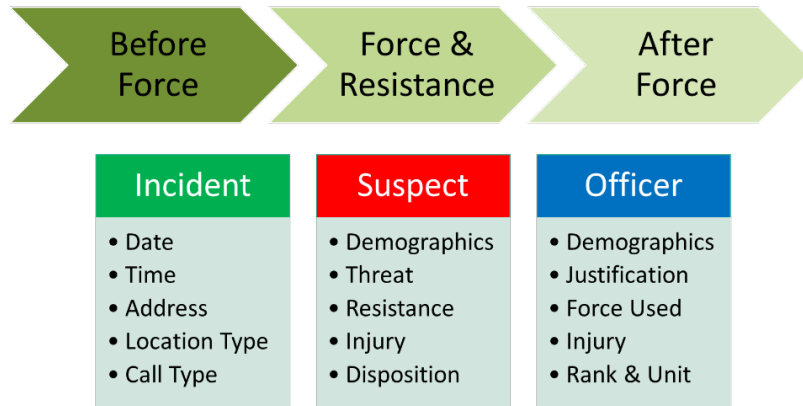 Before
Force
Force &
Resistance
After
Force
Incident
• Date
• Time
• Address
• Location Type
• Call Type
Suspect
• Demographics
• Threat
• Resistance
• Injury
• Disposition
Officer
• Demographics
• Justification
• Force Used
• Injury
• Rank & Unit